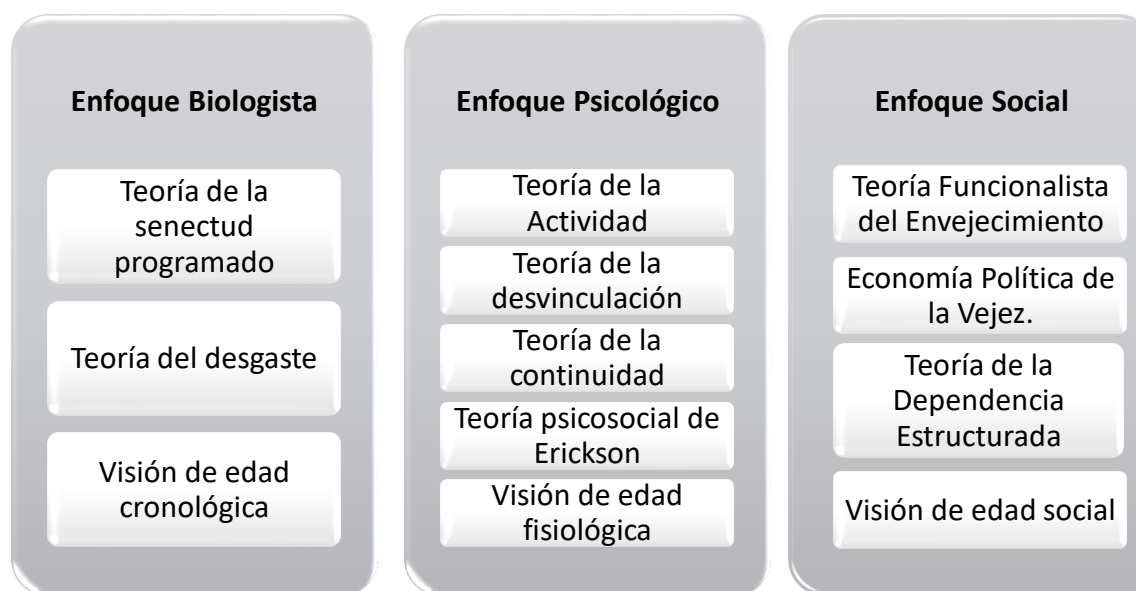 Enfoque Biologista
Teoría de la
senectud
programado
Teoría del desgaste
Visión de edad
cronológica
Enfoque Psicológico
Teoría de la
Actividad
Teoría de la
desvinculación
Teoría de la
continuidad
Teoría psicosocial de
Erickson
Visión de edad
fisiológica
Enfoque Social
Teoría Funcionalista
del Envejecimiento
Economía Política de
la Vejez.
Teoría de la
Dependencia
Estructurada
Visión de edad social